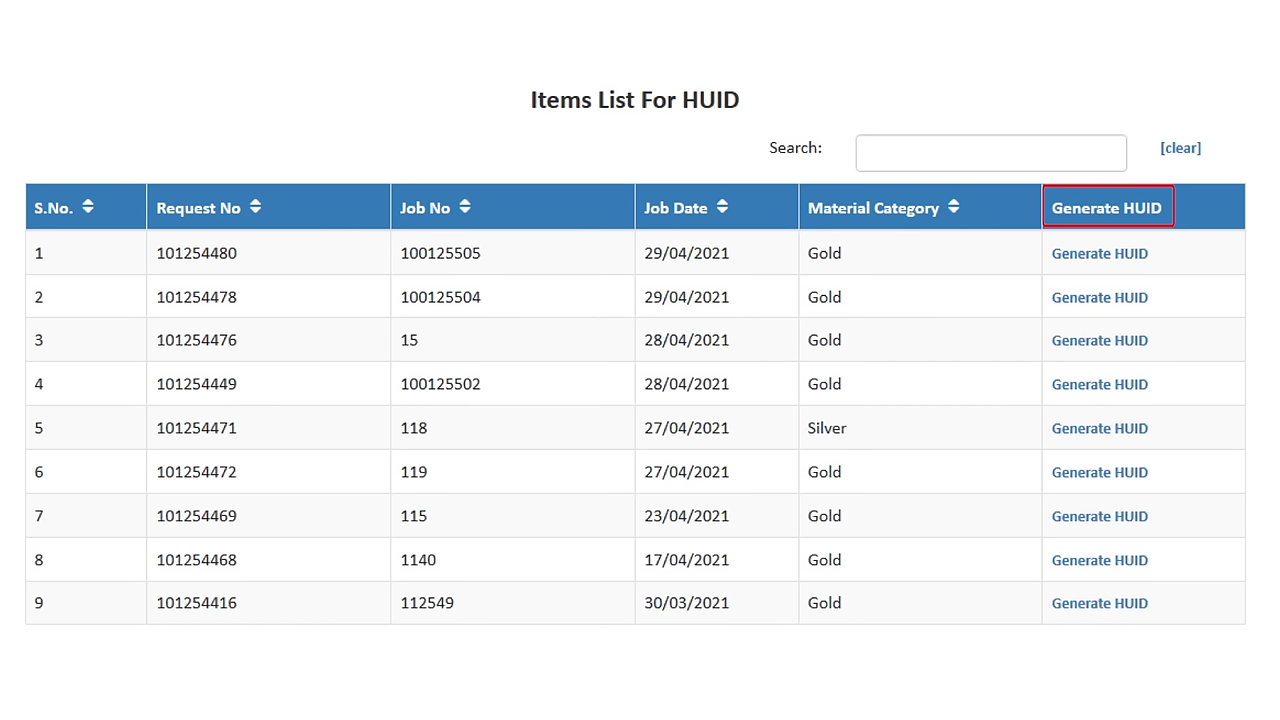 Items List For HUID
Search: [clear]
S.No. Request No Job No Job Date Material Category Generate HUID
1 101254480 100125505 29/04/2021 Gold Generate HUID
2 101254478 100125504 29/04/2021 Gold Generate HUID
3 101254476 15 28/04/2021 Gold Generate HUID
4 101254449 100125502 28/04/2021 Gold Generate HUID
5 101254471 118 27/04/2021 Silver Generate HUID
6 101254472 119 27/04/2021 Gold Generate HUID
7 101254469 115 23/04/2021 Gold Generate HUID
8 101254468 1140 17/04/2021 Gold Generate HUID
9 101254416 112549 30/03/2021 Gold Generate HUID